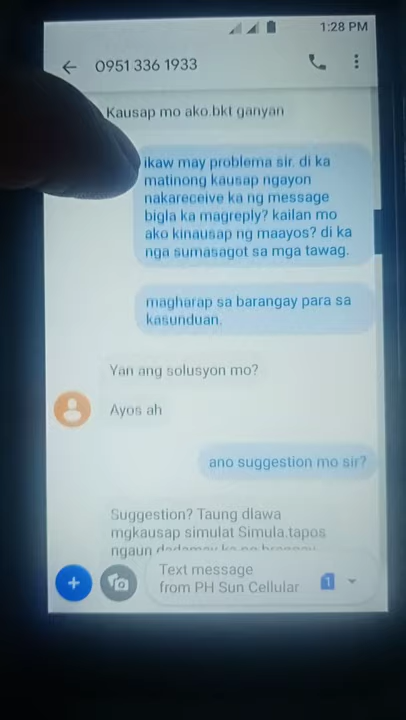 1:28 PM
0951 336 1933
Kausap mo ako.bkt ganyan
ikaw may problema sir. di ka
matinong kausap ngayon
nakareceive ka ng message
bigla ka magreply? kailan mo
ako kinausap ng maayos? di ka
nga sumasagot sa mga tawag.
magharap sa barangay para sa
kasunduan.
Yan ang solusyon mo?
Ayos ah
ano suggestion mo sir?
Suggestion? Taung dlawa
mgkausap simulat Simula.tapos
ngaun
Text message
from PH Sun Cellular
1